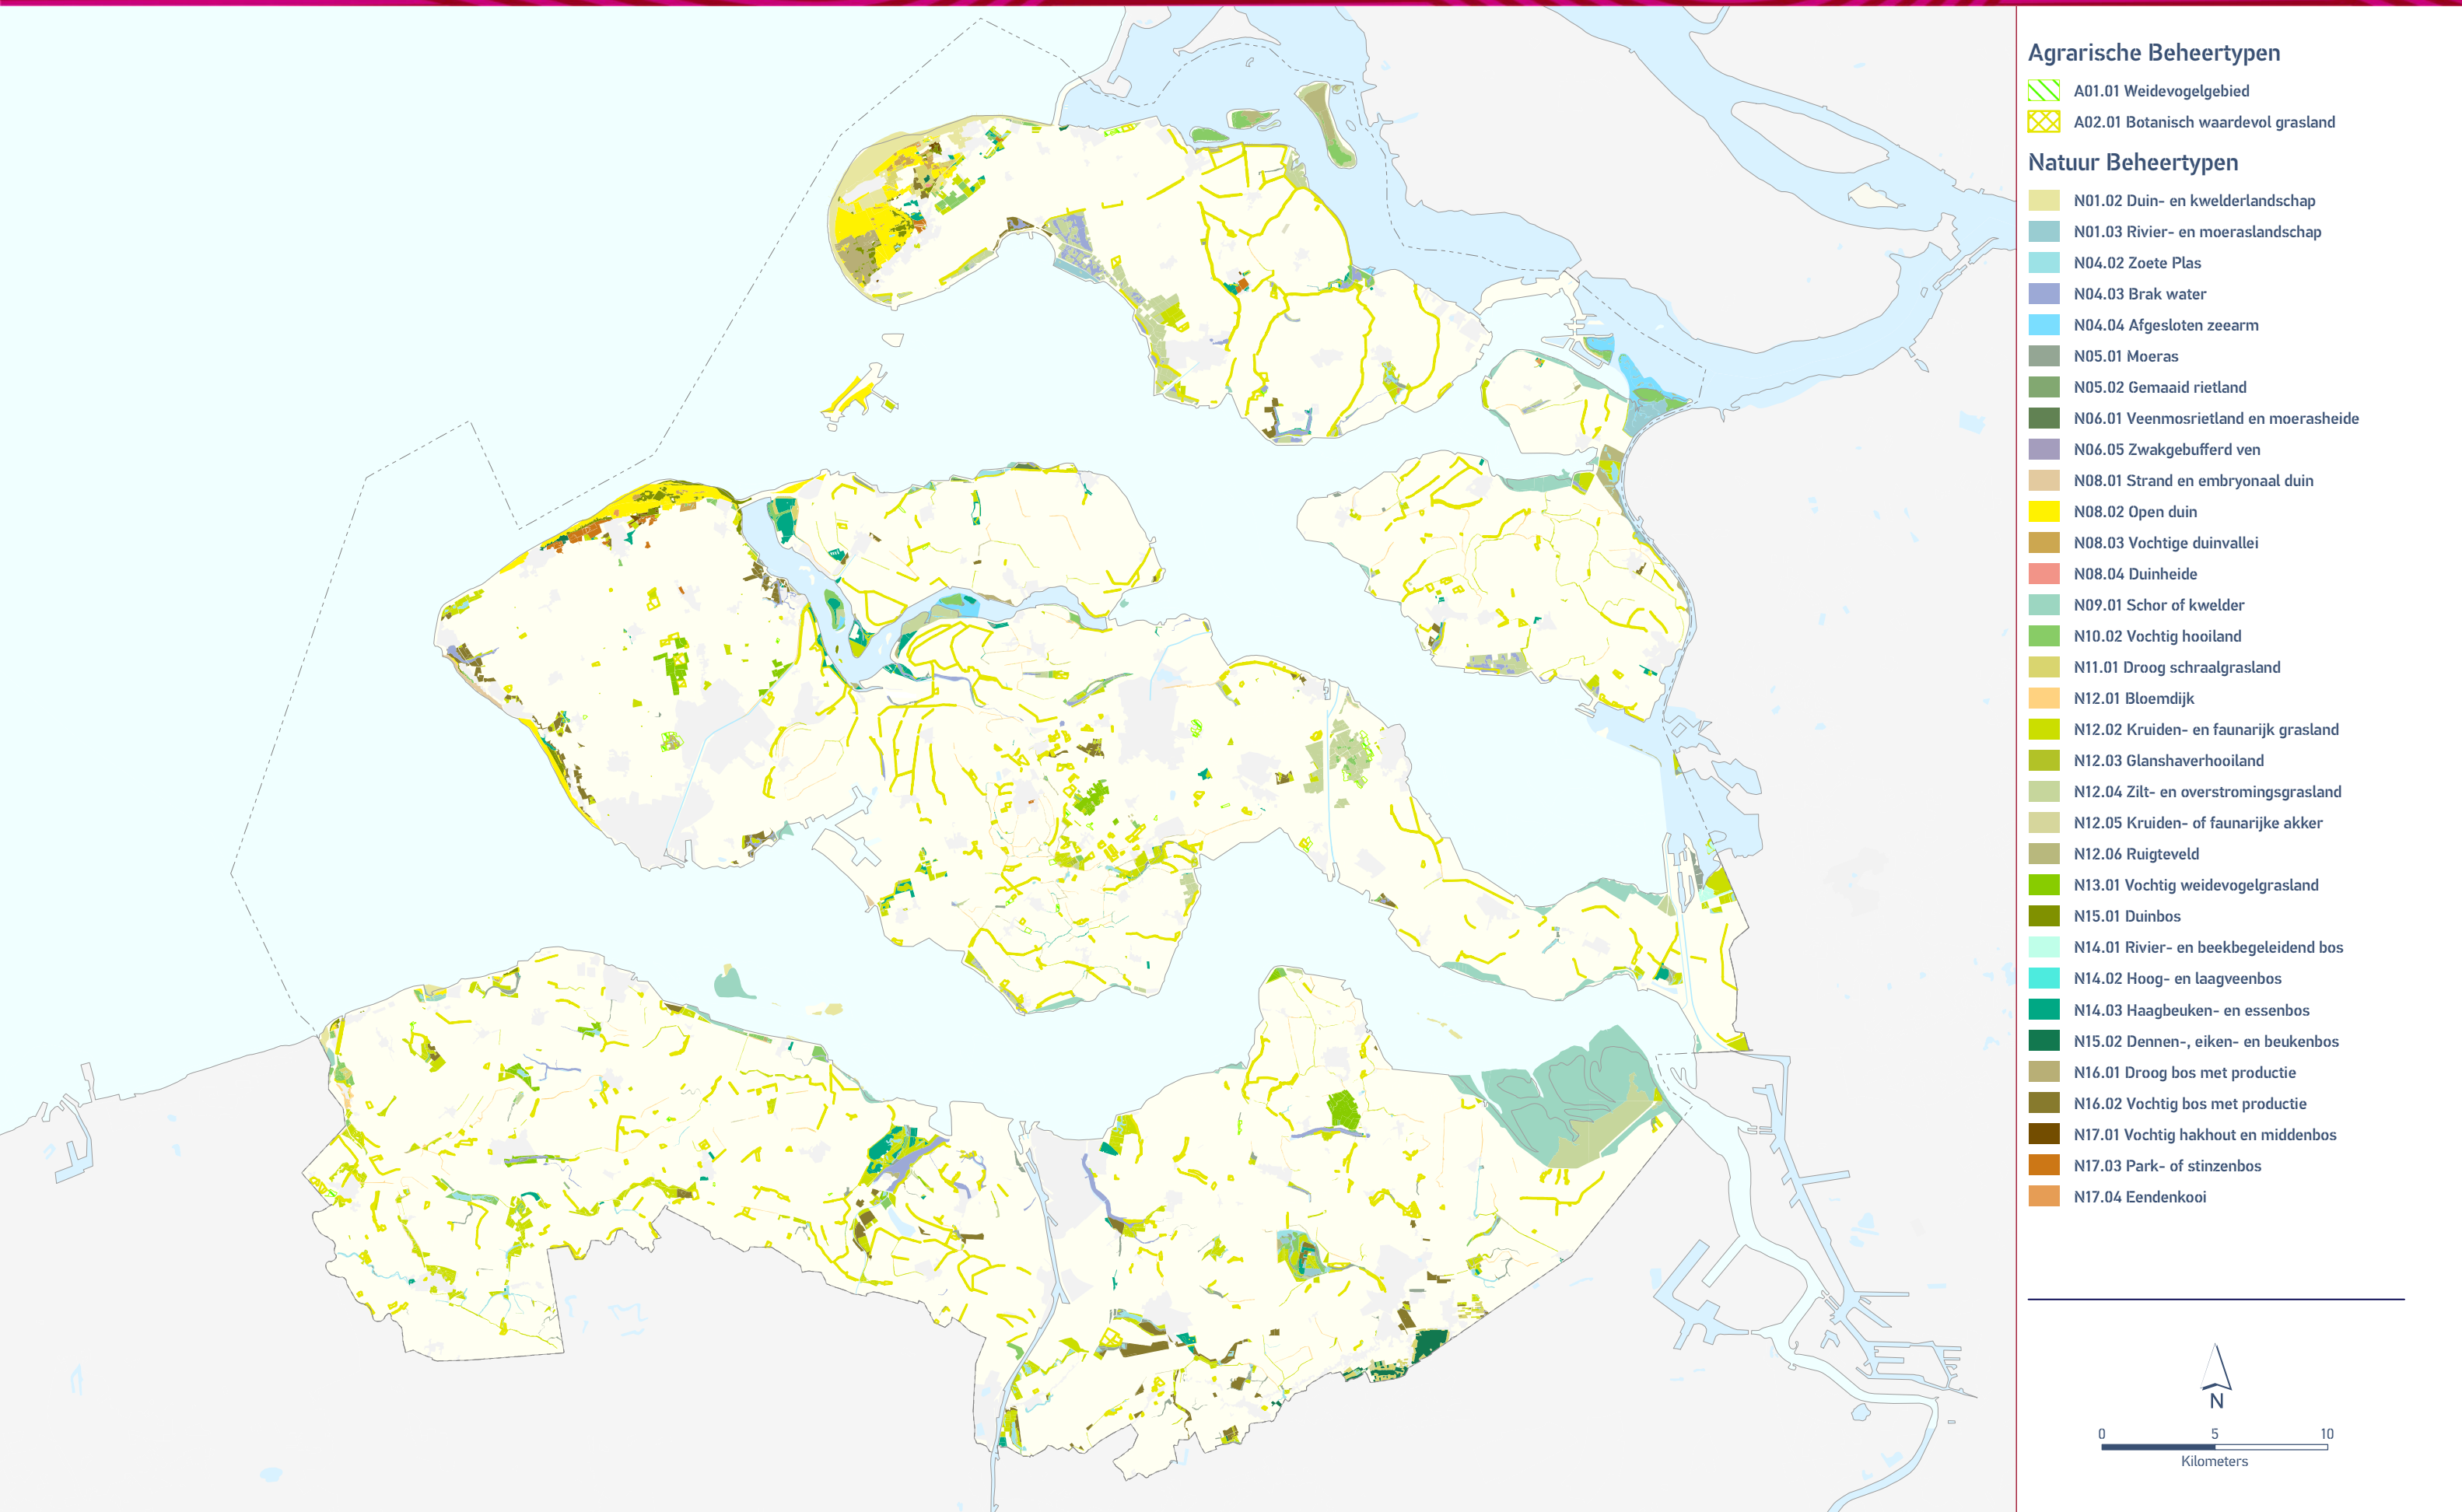 Agrarische Beheertypen
A01.01 Weidevogelgebied
A02.01 Botanisch waardevol grasland
Natuur Beheertypen
N01.02 Duin- en kwelderlandschap
N01.03 Rivier- en moeraslandschap
N04.02 Zoete Plas
N04.03 Brak water
N04.04 Afgesloten zeearm
N05.01 Moeras
N05.02 Gemaaid rietland
N06.01 Veenmosrietland en moerasheide
N06.05 Zwakgebufferd ven
N08.01 Strand en embryonaal duin
N08.02 Open duin
N08.03 Vochtige duinvallei
N08.04 Duinheide
N09.01 Schor of kwelder
N10.02 Vochtig hooiland
N11.01 Droog schraalgrasland
N12.01 Bloemdijk
N12.02 Kruiden- en faunarijk grasland
N12.03 Glanshaverhooiland
N12.04 Zilt- en overstromingsgrasland
N12.05 Kruiden- of faunarijke akker
N12.06 Ruigteveld
N13.01 Vochtig weidevogelgrasland
N15.01 Duinbos
N14.01 Rivier- en beekbegeleidend bos
N14.02 Hoog- en laagveenbos
N14.03 Haagbeuken- en essenbos
N15.02 Dennen-, eiken- en beukenbos
N16.01 Droog bos met productie
N16.02 Vochtig bos met productie
N17.01 Vochtig hakhout en middenbos
N17.03 Park- of stinzenbos
N17.04 Eendenkooi
N
0 5 10
Kilometers